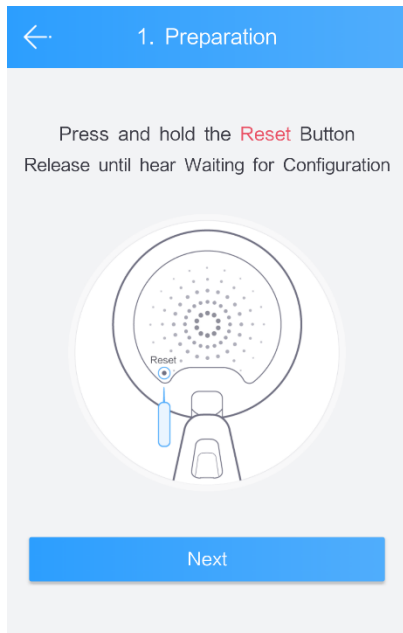 1. Preparation
Press and hold the Reset Button
Release until hear Waiting for Configuration
Reset
Next